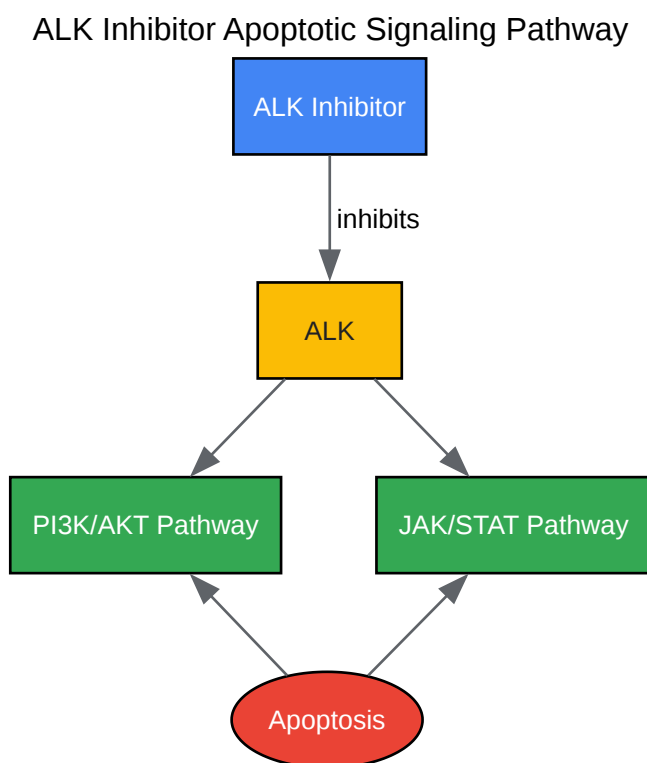 ALK Inhibitor Apoptotic Signaling Pathway
ALK Inhibitor
inhibits
ALK
PI3K/AKT Pathway
JAK/STAT Pathway
Apoptosis